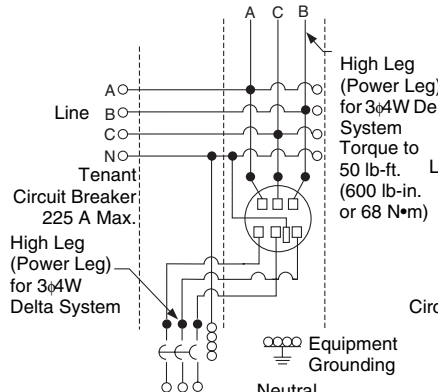 A C B
High Leg
(Power Leg)
for 3ϕ4W De
System
Torque to
50 lb-ft.
(600 lb-in.
or 68 N•m)
L
A
Line B
C
N
Tenant
Circuit Breaker
225 A Max.
High Leg
(Power Leg)
for 3ϕ4W
Delta System
Circ
Equipment
Grounding
Neutral